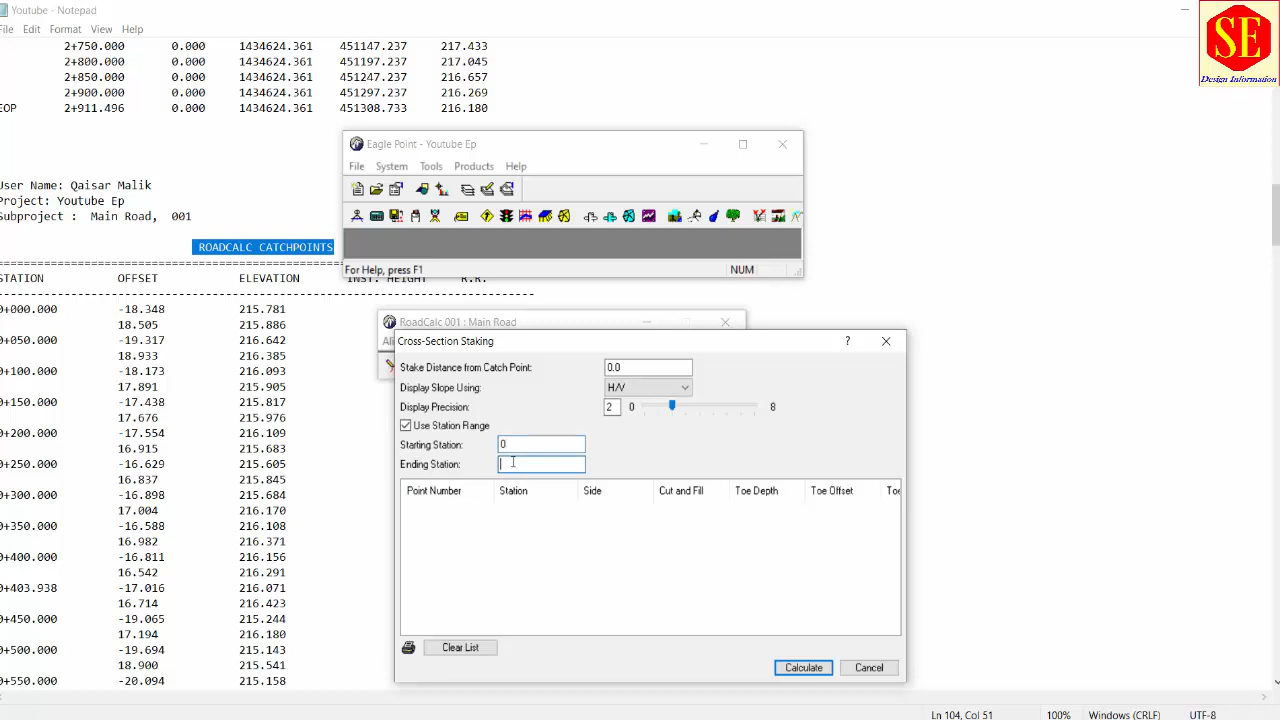 Youtube - Notepad
File Edit Format View Help
SE
Design Information
2+750.000 0.000 1434624.361 451147.237 217.433
2+800.000 0.000 1434624.361 451197.237 217.045
2+850.000 0.000 1434624.361 451247.237 216.657
2+900.000 0.000 1434624.361 451297.237 216.269
EOP 2+911.496 0.000 1434624.361 451308.733 216.180
Eagle Point - Youtube Ep
File System Tools Products Help
For Help, press F1 NUM
User Name: Qaisar Malik
Project: Youtube Ep
Subproject : Main Road, 001
ROADCALC CATCHPOINTS
STATION OFFSET ELEVATION INST. HEIGHT R.R.
0+000.000 -18.348 215.781
18.505 215.886
0+050.000 -19.317 216.642
18.933 216.385
0+100.000 -18.173 216.093
17.891 215.905
0+150.000 -17.438 215.817
17.676 215.976
0+200.000 -17.554 216.109
16.915 215.683
0+250.000 -16.629 215.605
16.837 215.845
0+300.000 -16.898 215.684
17.004 216.170
0+350.000 -16.588 216.108
16.982 216.371
0+400.000 -16.811 216.156
16.542 216.291
0+403.938 -17.016 216.071
16.714 216.423
0+450.000 -19.065 215.244
17.194 216.180
0+500.000 -19.694 215.143
18.900 215.541
0+550.000 -20.094 215.158
RoadCalc 001 : Main Road
Cross-Section Staking ?
Stake Distance from Catch Point: 0.0
Display Slope Using: H/V
Display Precision: 2 0 8
Use Station Range
Starting Station: 0
Ending Station:
Point Number Station Side Cut and Fill Toe Depth Toe Offset Toe
Clear List
Calculate Cancel
Ln 104, Col 51 100% Windows (CRLF) UTF-8